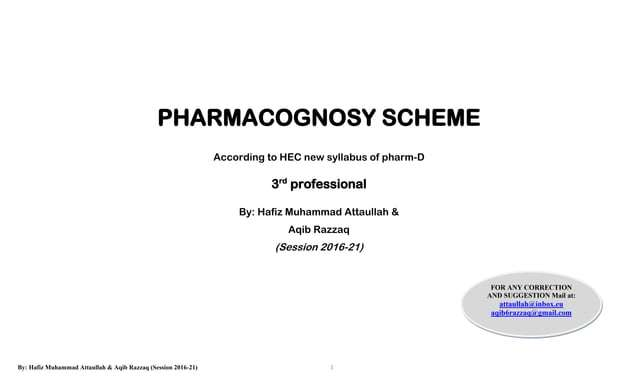 PHARMACOGNOSY SCHEME
According to HEC new syllabus of pharm-D
3rd professional
By: Hafiz Muhammad Attaullah &
Aqib Razzaq
(Session 2016-21)
FOR ANY CORRECTION
AND SUGGESTION Mail at:
attaullah@inbox.eu
aqib6razzaq@gmail.com
By: Hafiz Muhammad Attaullah & Aqib Razzaq (Session 2016-21)
1